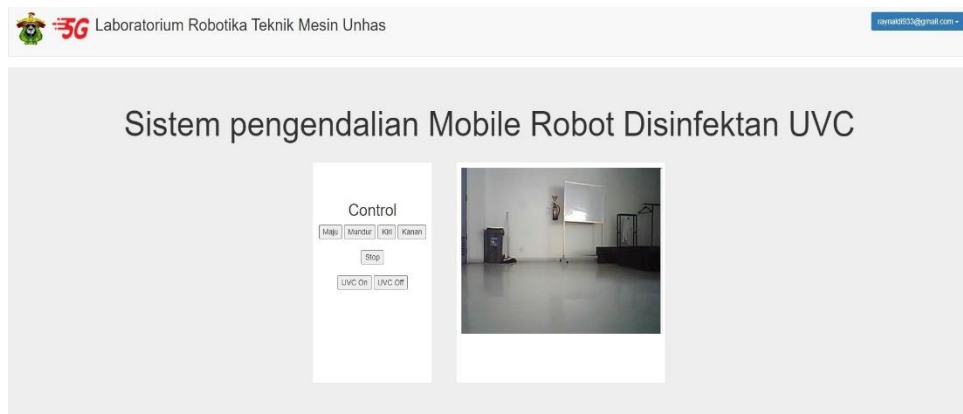 5G Laboratorium Robotika Teknik Mesin Unhas
raynaldi933@gmail.com
Sistem pengendalian Mobile Robot Disinfektan UVC
Control
Maju Mundur Kiri Kanan
Stop
UVC On UVC Off